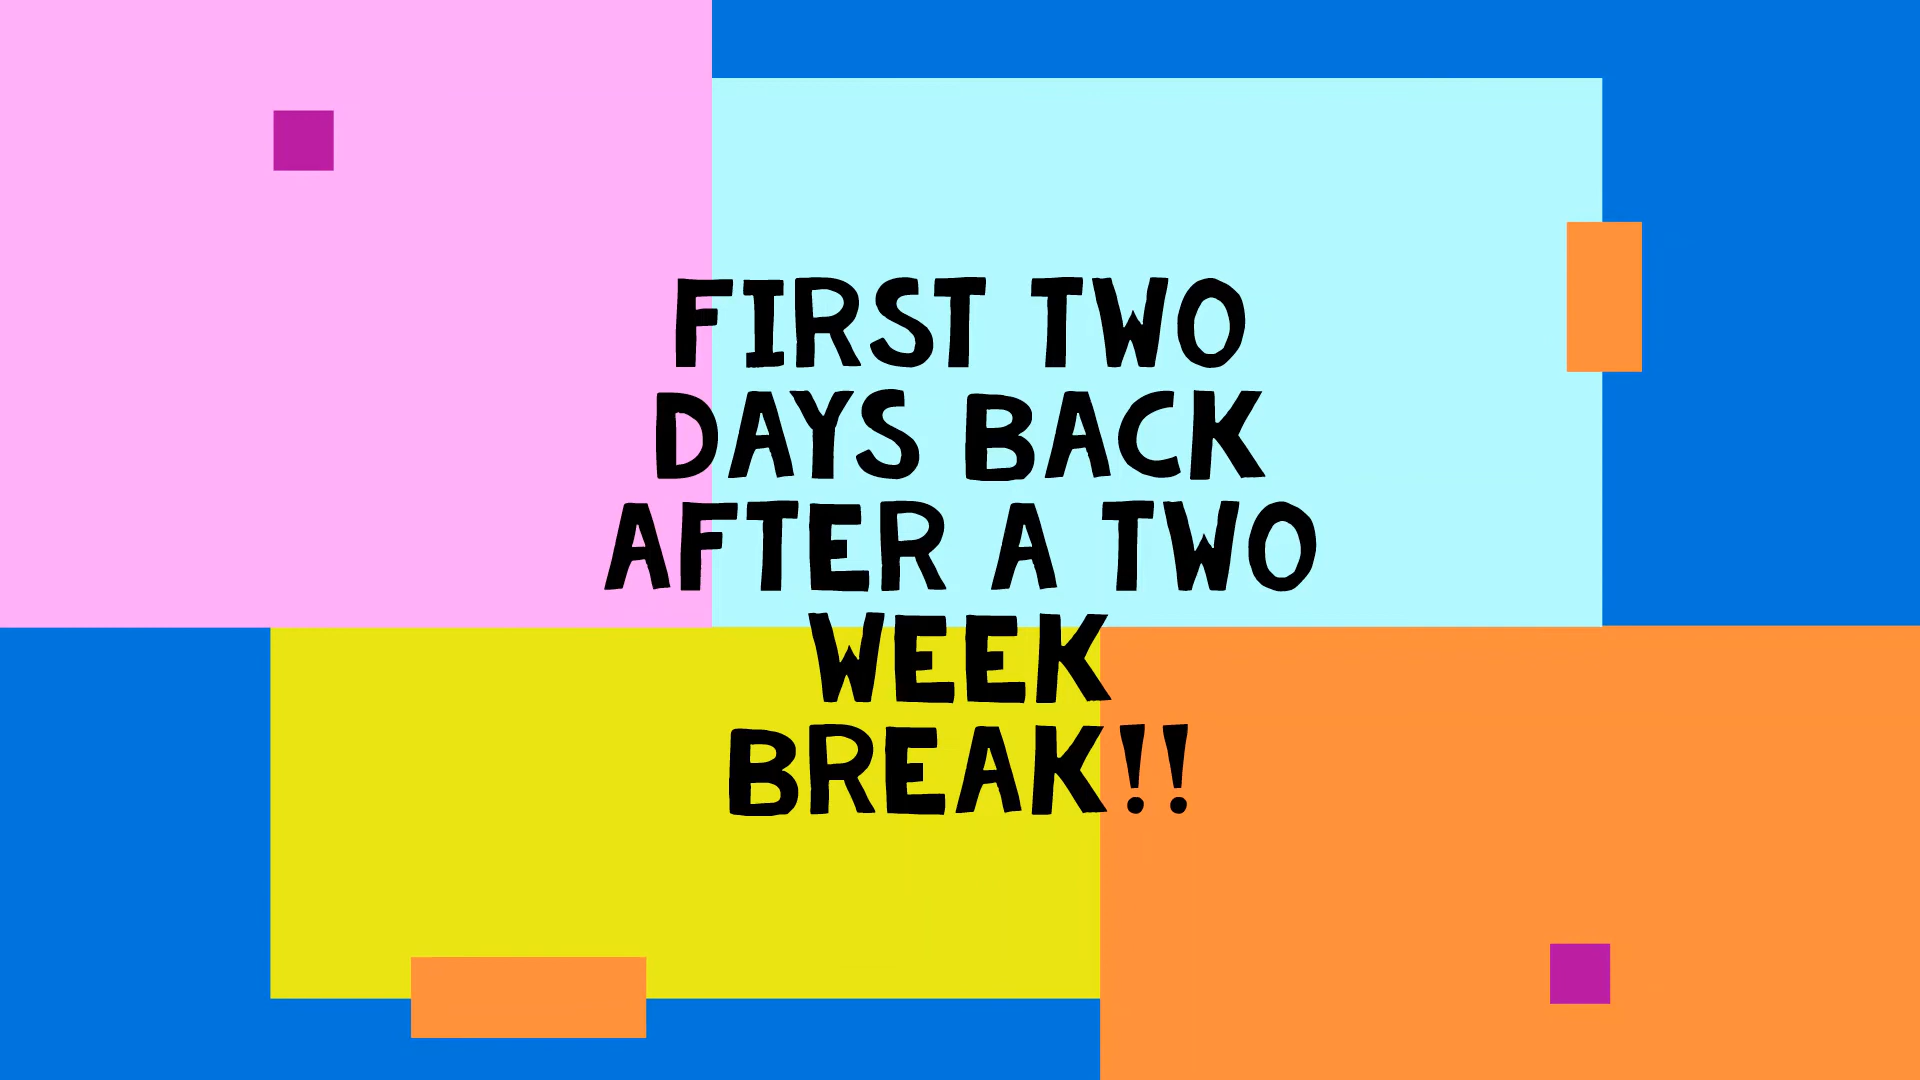 FIRST TWO
DAYS BACK
AFTER A TWO
WEEK
BREAK!!